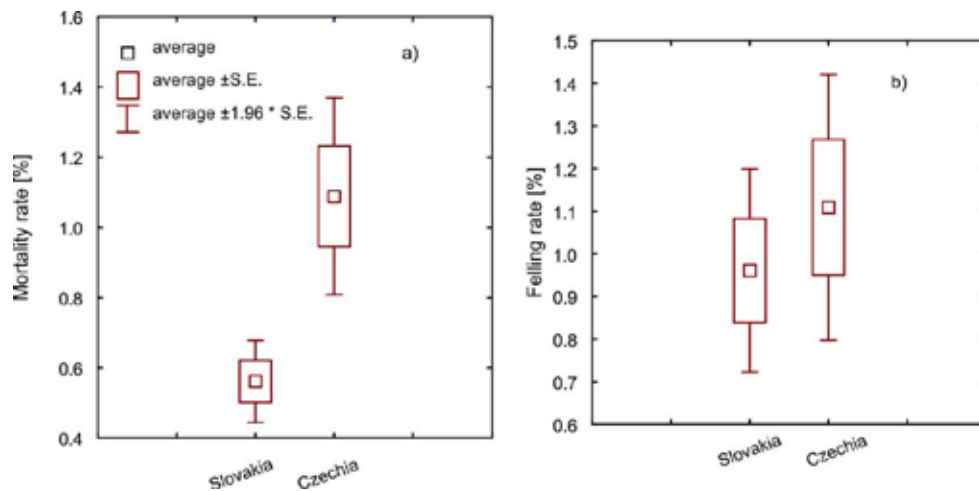 1.6
average
a)
average ±S.E.
1.4
average ±1.96 * S.E.
1.2
1.0
0.8
0.6
0.4
Mortality rate [%]
Slovakia
Czechia
1.5
b)
1.4
1.3
1.2
1.1
1.0
0.9
0.8
0.7
0.6
Felling rate [%]
Slovakia
Czechia